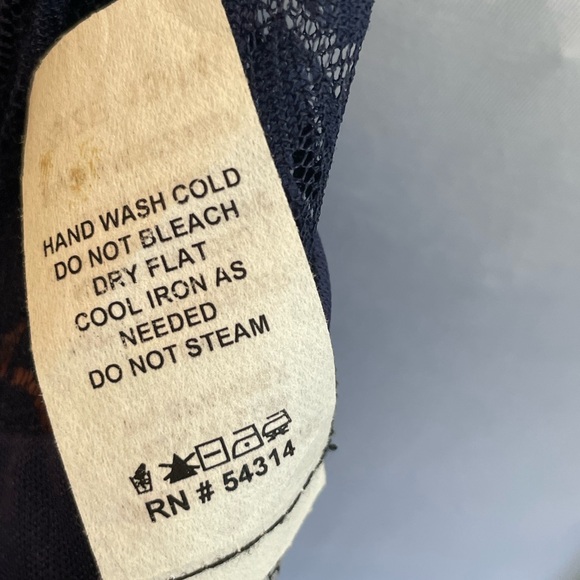 HAND WASH COLD
DO NOT BLEACH
DRY FLAT
COOL IRON AS
NEEDED
DO NOT STEAM
RN # 54314